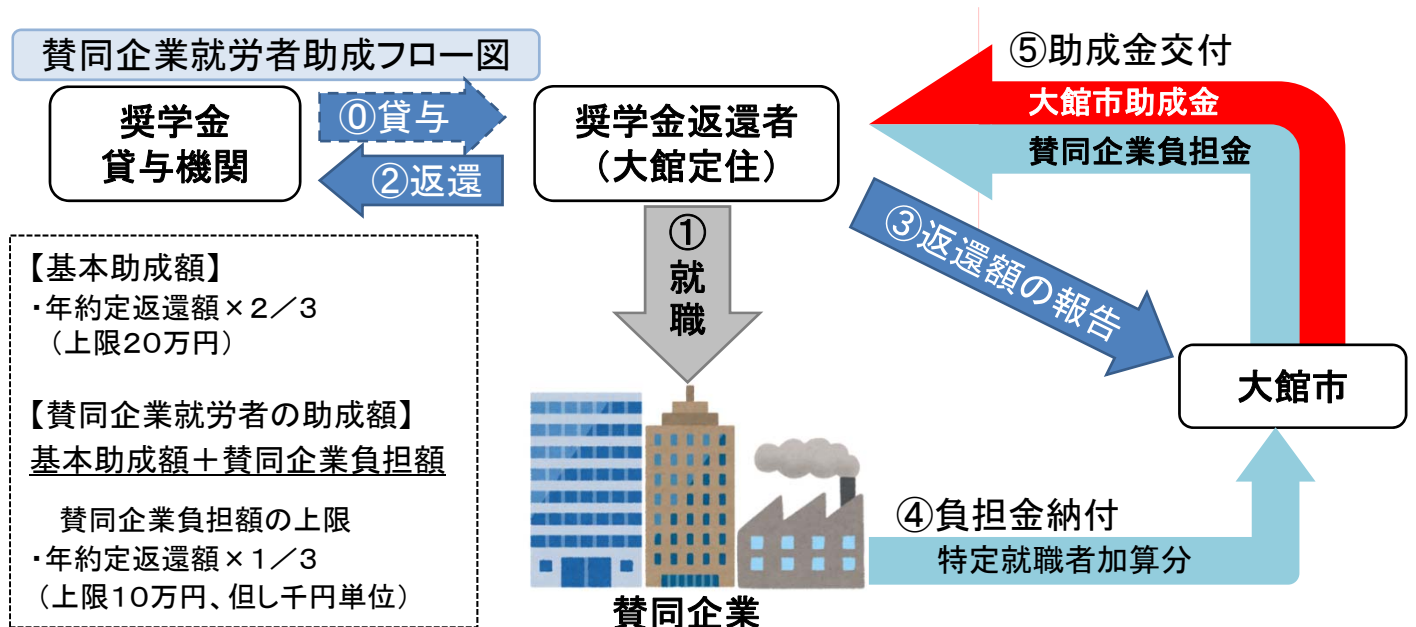 賛同企業就労者助成フロー図
奨学金
貸与機関
⓪貸与
②返還
奨学金返還者
（大館定住）
⑤助成金交付
大館市助成金
賛同企業負担金
①
就
職
③返還額の報告
大館市
【基本助成額】
・年約定返還額×２／３
（上限２０万円）
【賛同企業就労者の助成額】
基本助成額＋賛同企業負担額
賛同企業負担額の上限
・年約定返還額×１／３
（上限１０万円、但し千円単位）
④負担金納付
特定就職者加算分
賛同企業